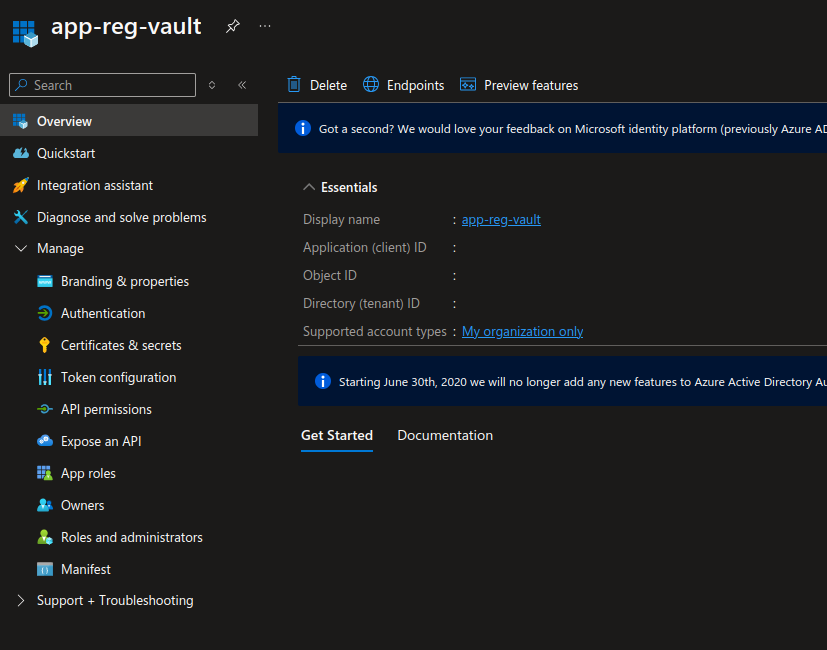 app-reg-vault
Search
Delete
Endpoints
Preview features
Overview
Got a second? We would love your feedback on Microsoft identity platform (previously Azure AD
Quickstart
Integration assistant
Diagnose and solve problems
Manage
Branding & properties
Authentication
Certificates & secrets
Token configuration
API permissions
Expose an API
App roles
Owners
Roles and administrators
Manifest
Support + Troubleshooting
Essentials
Display name : app-reg-vault
Application (client) ID :
Object ID :
Directory (tenant) ID :
Supported account types : My organization only
Starting June 30th, 2020 we will no longer add any new features to Azure Active Directory Au
Get Started
Documentation